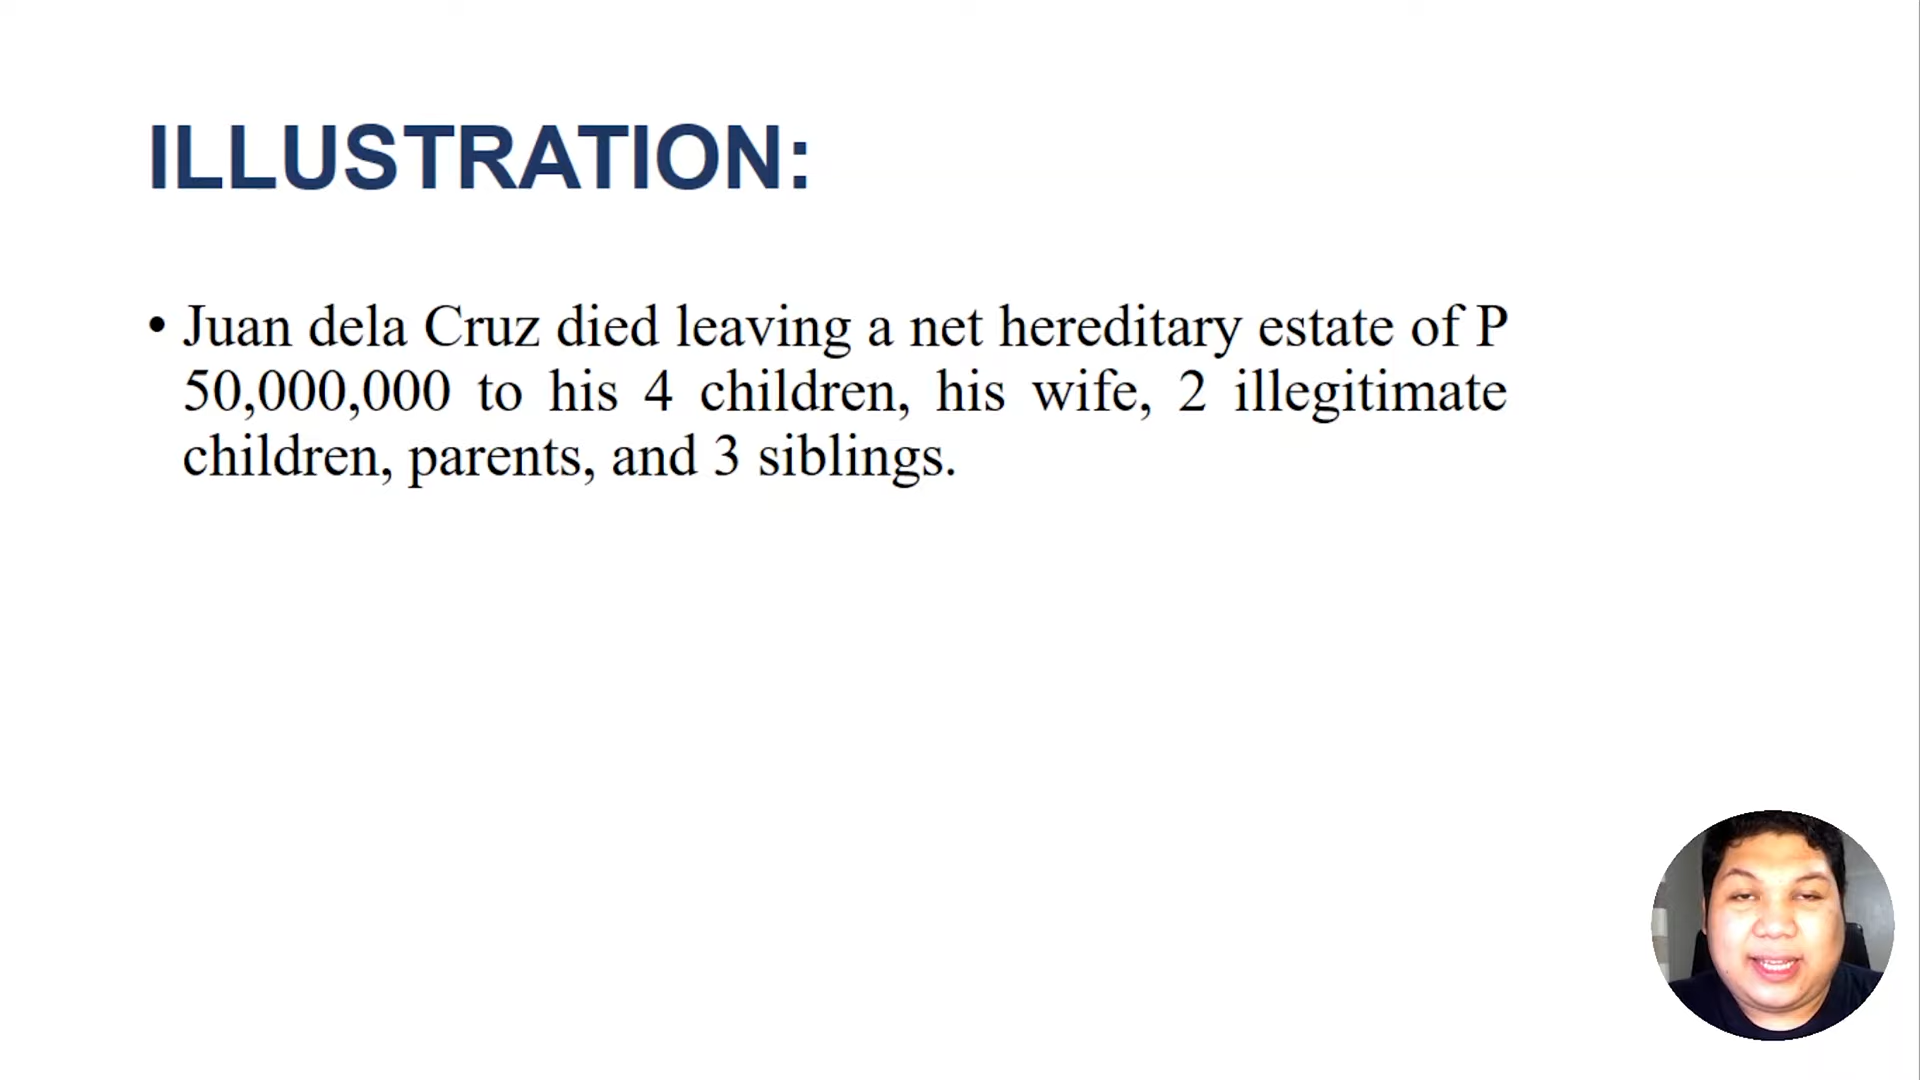 ILLUSTRATION:
• Juan dela Cruz died leaving a net hereditary estate of P
50,000,000 to his 4 children, his wife, 2 illegitimate
children, parents, and 3 siblings.